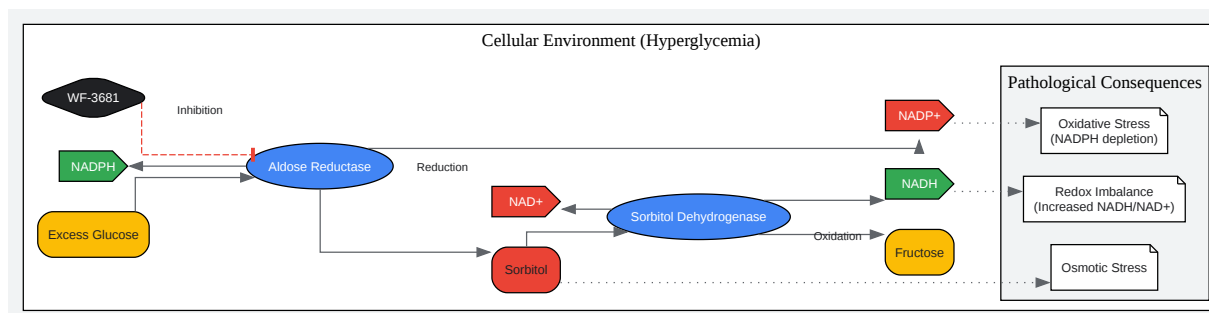 Cellular Environment (Hyperglycemia)
Pathological Consequences
WF-3681
Inhibition
NADP+
Oxidative Stress
(NADPH depletion)
NADPH
Aldose Reductase
Reduction
NADH
Redox Imbalance
(Increased NADH/NAD+)
NAD+
Sorbitol Dehydrogenase
Excess Glucose
Oxidation
Fructose
Sorbitol
Osmotic Stress